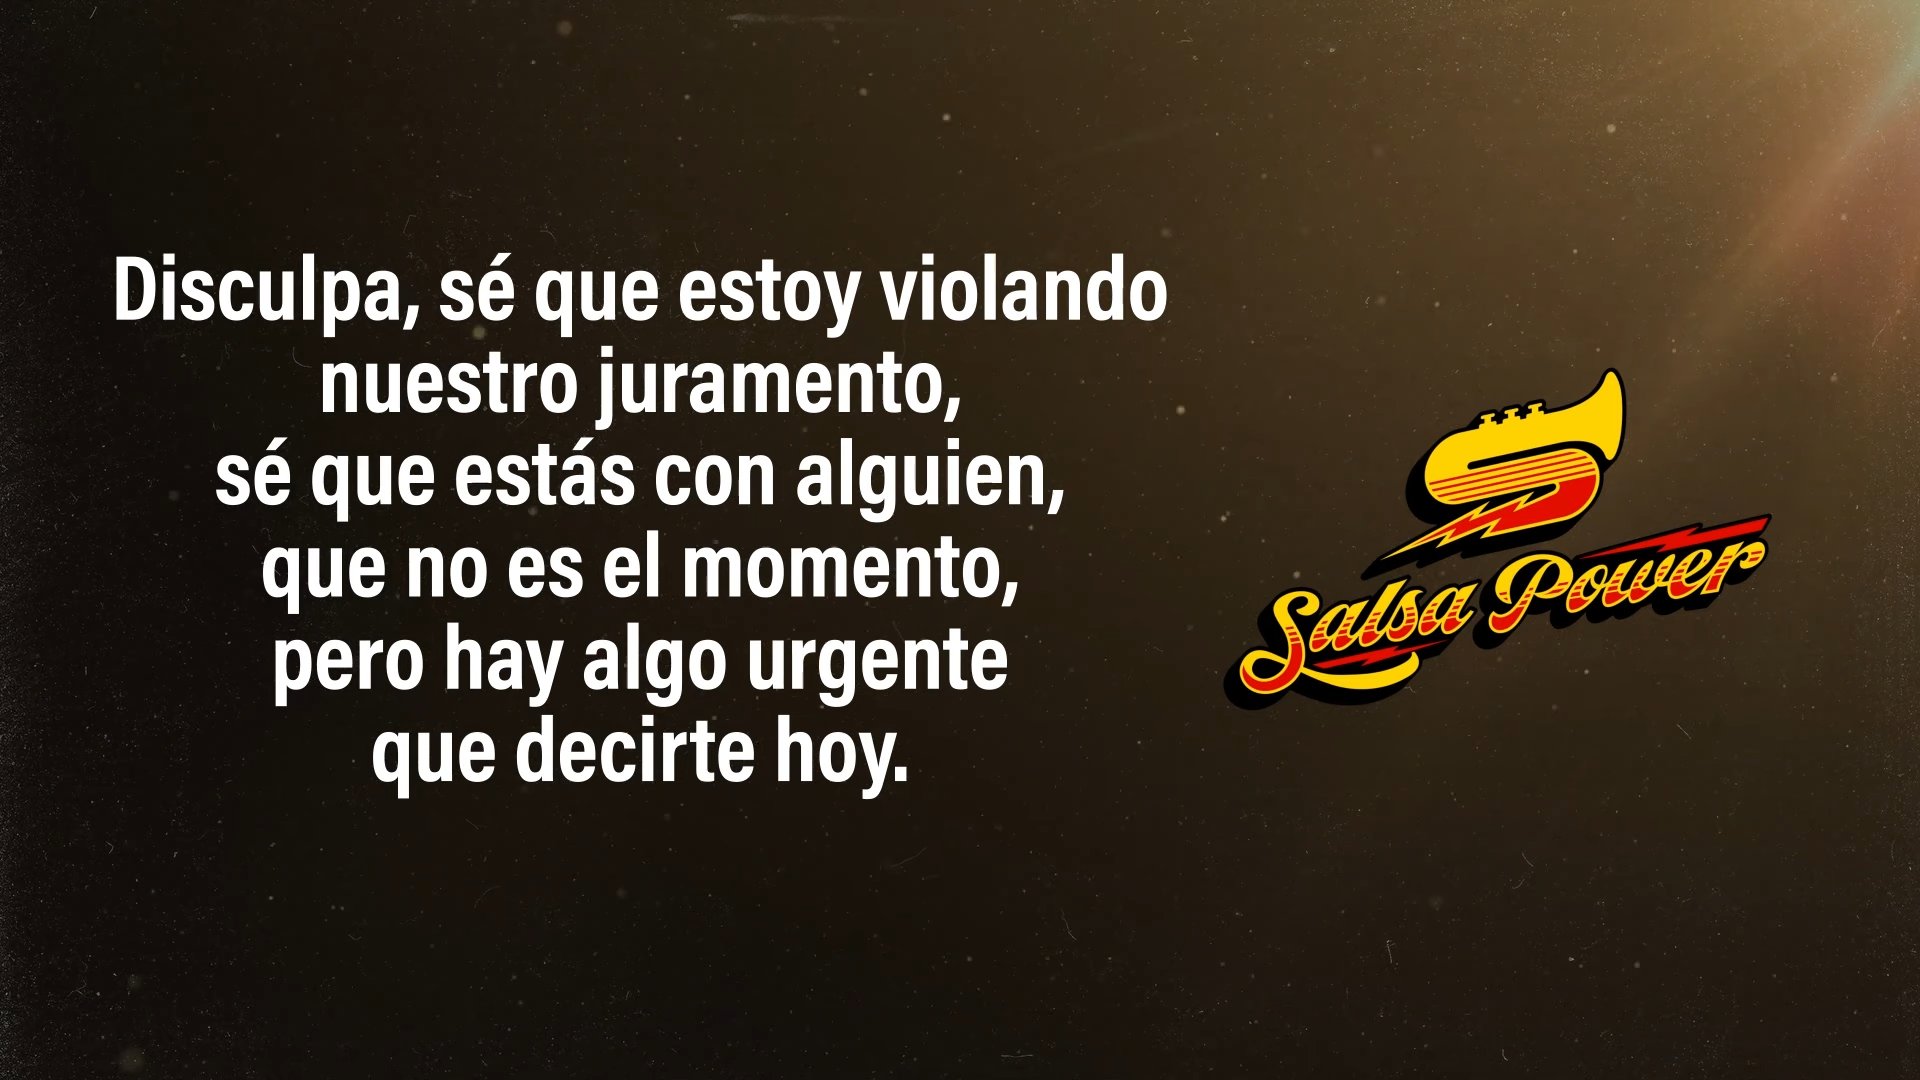 Disculpa, sé que estoy violando
nuestro juramento,
sé que estás con alguien,
que no es el momento,
pero hay algo urgente
que decirte hoy.
Salsa Power